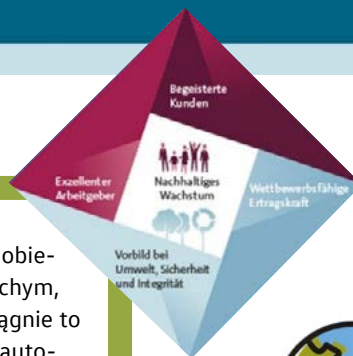 Begeisterte
Kunden
Exzellenter
Arbeitgeber
Nachhaltiges
Wachstum
Wettbewerbsfähige
Ertragskraft
Vorbild bei
Umwelt, Sicherheit
und Integrität
obie-
chym,
ągnie to
auto-